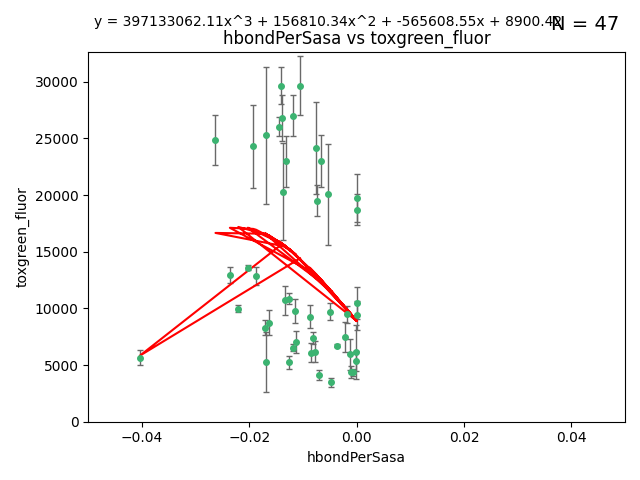 y = 397133062.11x^3 + 156810.34x^2 + -565608.55x + 8900.42
N = 47
hbondPerSasa vs toxgreen_fluor
30000
25000
20000
15000
10000
5000
0
toxgreen_fluor
−0.04
−0.02
0.00
0.02
0.04
hbondPerSasa